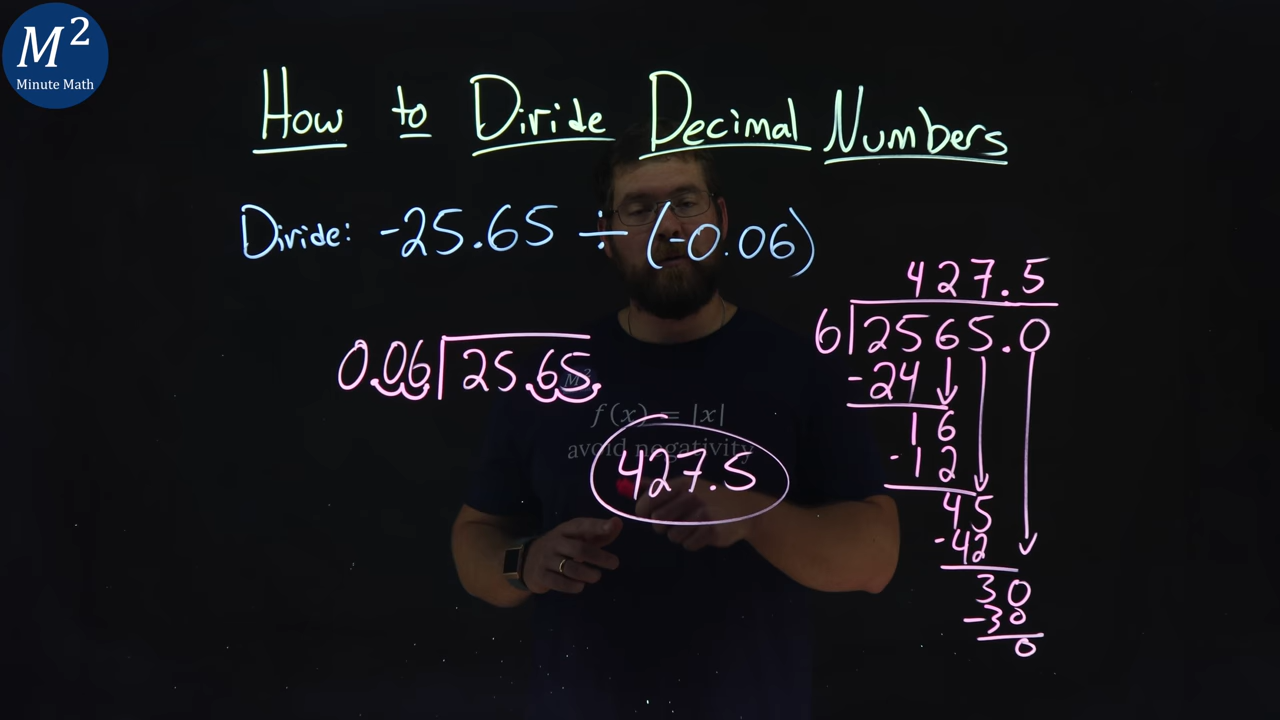 M²
Minute Math
How to Divide Decimal Numbers
Divide: -25.65 ÷ (-0.06)
427.5
6 2565.0
-24
16
-12
45
-42
30
-30
0
0.06 25.65.
M²
f(x) = |x|
avoid negativity
427.5